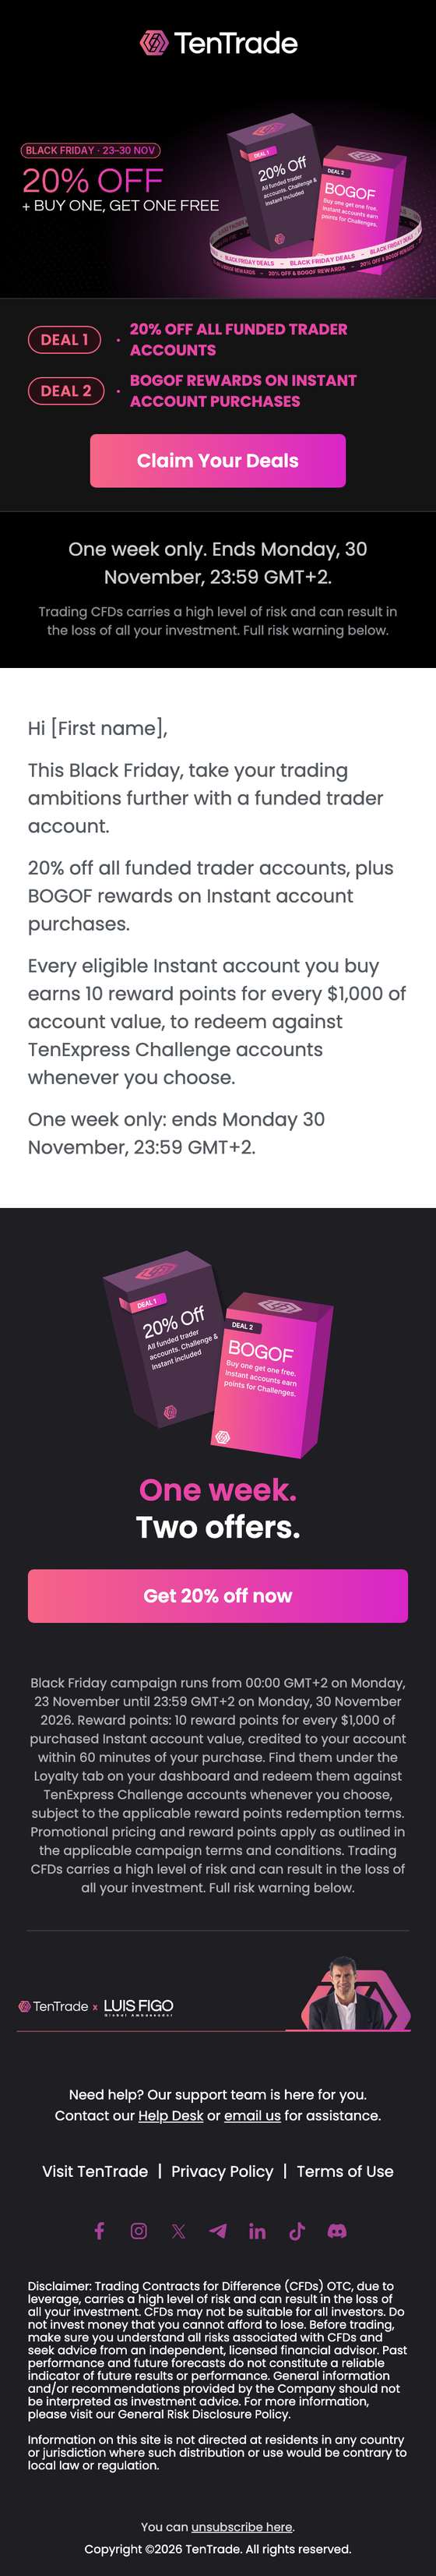 TenTrade
BLACK FRIDAY · 23–30 NOV
20% OFF
+ BUY ONE, GET ONE FREE
DEAL 1
20% Off
All funded trader
accounts. Challenge &
Instant Included
DEAL 2
BOGOF
Buy one get one free.
Instant accounts earn
points for Challenges.
BLACK FRIDAY DEALS – BLACK FRIDAY DEALS – BLACK FRIDAY DEALS
REWARDS – 20% OFF & BOGOF REWARDS – 20% OFF & BOGOF REWARDS
DEAL 1 · 20% OFF ALL FUNDED TRADER
ACCOUNTS
DEAL 2 · BOGOF REWARDS ON INSTANT
ACCOUNT PURCHASES
Claim Your Deals
One week only. Ends Monday, 30
November, 23:59 GMT+2.
Trading CFDs carries a high level of risk and can result in
the loss of all your investment. Full risk warning below.
Hi [First name],
This Black Friday, take your trading
ambitions further with a funded trader
account.
20% off all funded trader accounts, plus
BOGOF rewards on Instant account
purchases.
Every eligible Instant account you buy
earns 10 reward points for every $1,000 of
account value, to redeem against
TenExpress Challenge accounts
whenever you choose.
One week only: ends Monday 30
November, 23:59 GMT+2.
DEAL 1
20% Off
All funded trader
accounts. Challenge &
Instant Included
DEAL 2
BOGOF
Buy one get one free.
Instant accounts earn
points for Challenges.
One week.
Two offers.
Get 20% off now
Black Friday campaign runs from 00:00 GMT+2 on Monday,
23 November until 23:59 GMT+2 on Monday, 30 November
2026. Reward points: 10 reward points for every $1,000 of
purchased Instant account value, credited to your account
within 60 minutes of your purchase. Find them under the
Loyalty tab on your dashboard and redeem them against
TenExpress Challenge accounts whenever you choose,
subject to the applicable reward points redemption terms.
Promotional pricing and reward points apply as outlined in
the applicable campaign terms and conditions. Trading
CFDs carries a high level of risk and can result in the loss of
all your investment. Full risk warning below.
TenTrade x LUIS FIGO
Global Ambassador
Need help? Our support team is here for you.
Contact our Help Desk or email us for assistance.
Visit TenTrade | Privacy Policy | Terms of Use
Disclaimer: Trading Contracts for Difference (CFDs) OTC, due to
leverage, carries a high level of risk and can result in the loss of
all your investment. CFDs may not be suitable for all investors. Do
not invest money that you cannot afford to lose. Before trading,
make sure you understand all risks associated with CFDs and
seek advice from an independent, licensed financial advisor. Past
performance and future forecasts do not constitute a reliable
indicator of future results or performance. General information
and/or recommendations provided by the Company should not
be interpreted as investment advice. For more information,
please visit our General Risk Disclosure Policy.
Information on this site is not directed at residents in any country
or jurisdiction where such distribution or use would be contrary to
local law or regulation.
You can unsubscribe here.
Copyright ©2026 TenTrade. All rights reserved.